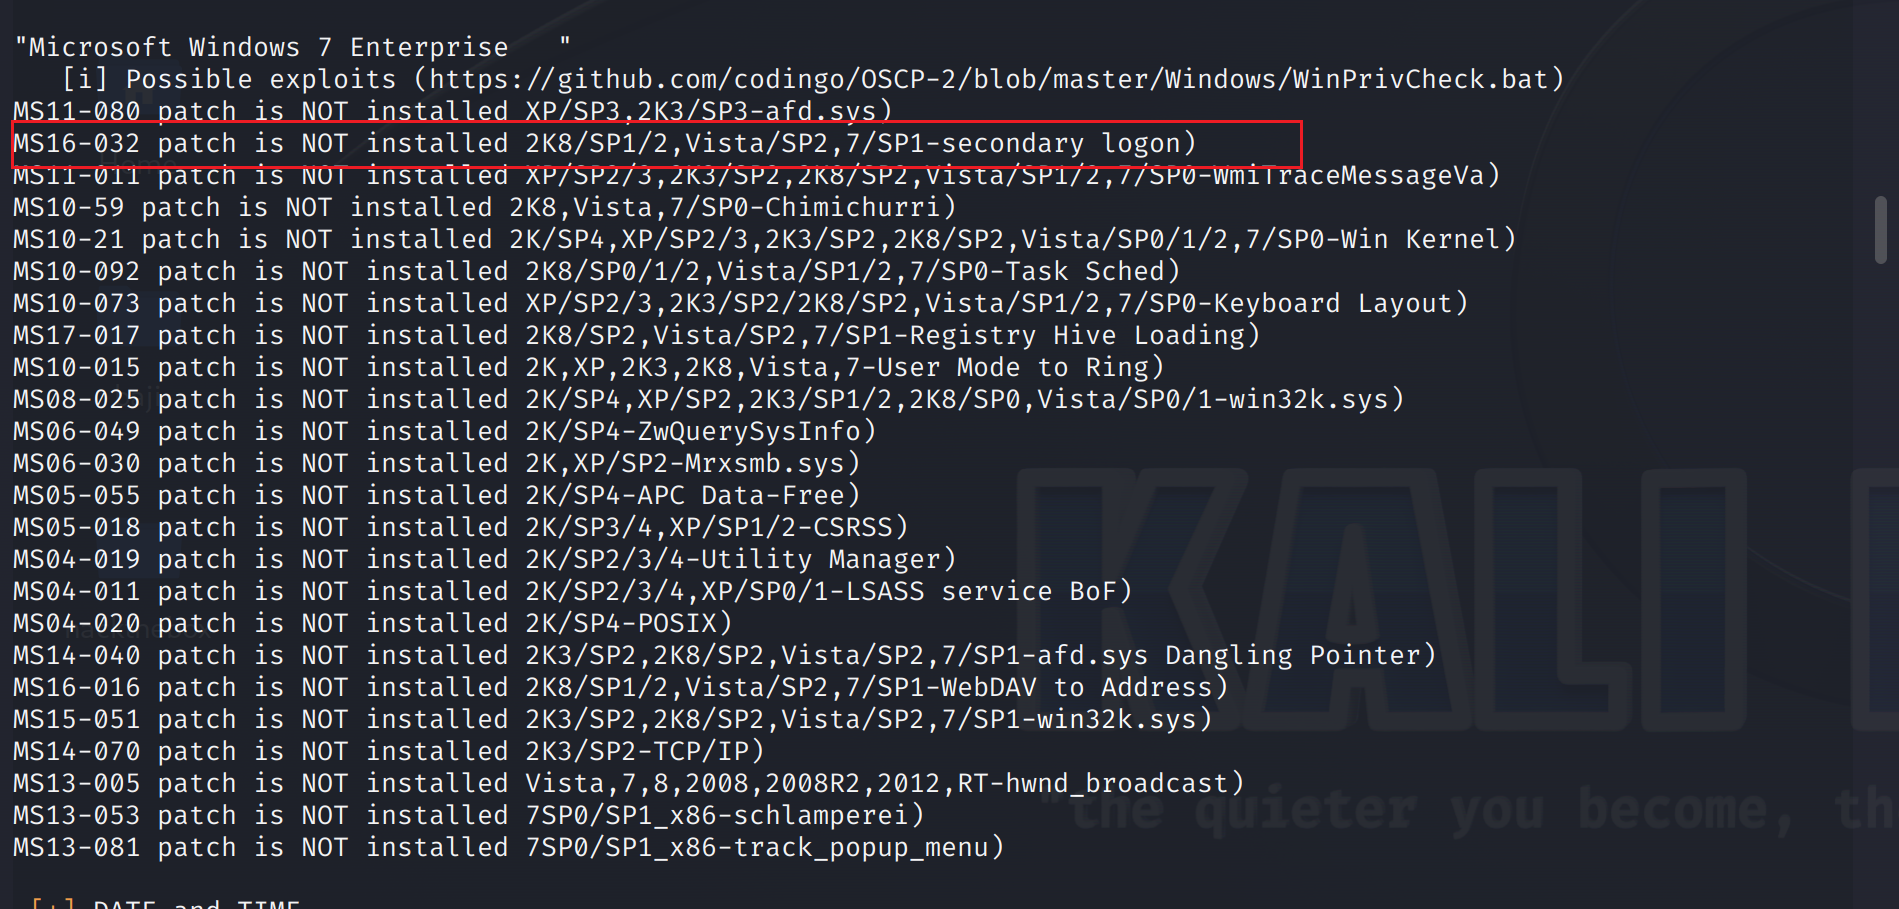 "Microsoft Windows 7 Enterprise   "
[i] Possible exploits (https://github.com/codingo/OSCP-2/blob/master/Windows/WinPrivCheck.bat)
MS11-080 patch is NOT installed XP/SP3,2K3/SP3-afd.sys)
MS16-032 patch is NOT installed 2K8/SP1/2,Vista/SP2,7/SP1-secondary logon)
Home
MS11-011 patch is NOT installed XP/SP2/3,2K3/SP2,2K8/SP2,Vista/SP1/2,7/SP0-WmiTraceMessageVa)
MS10-59 patch is NOT installed 2K8,Vista,7/SP0-Chimichurri)
MS10-21 patch is NOT installed 2K/SP4,XP/SP2/3,2K3/SP2,2K8/SP2,Vista/SP0/1/2,7/SP0-Win Kernel)
MS10-092 patch is NOT installed 2K8/SP0/1/2,Vista/SP1/2,7/SP0-Task Sched)
MS10-073 patch is NOT installed XP/SP2/3,2K3/SP2/2K8/SP2,Vista/SP1/2,7/SP0-Keyboard Layout)
MS17-017 patch is NOT installed 2K8/SP2,Vista/SP2,7/SP1-Registry Hive Loading)
MS10-015 patch is NOT installed 2K,XP,2K3,2K8,Vista,7-User Mode to Ring)
MS08-025 patch is NOT installed 2K/SP4,XP/SP2,2K3/SP1/2,2K8/SP0,Vista/SP0/1-win32k.sys)
MS06-049 patch is NOT installed 2K/SP4-ZwQuerySysInfo)
MS06-030 patch is NOT installed 2K,XP/SP2-Mrxsmb.sys)
MS05-055 patch is NOT installed 2K/SP4-APC Data-Free)
MS05-018 patch is NOT installed 2K/SP3/4,XP/SP1/2-CSRSS)
MS04-019 patch is NOT installed 2K/SP2/3/4-Utility Manager)
MS04-011 patch is NOT installed 2K/SP2/3/4,XP/SP0/1-LSASS service BoF)
MS04-020 patch is NOT installed 2K/SP4-POSIX)
MS14-040 patch is NOT installed 2K3/SP2,2K8/SP2,Vista/SP2,7/SP1-afd.sys Dangling Pointer)
MS16-016 patch is NOT installed 2K8/SP1/2,Vista/SP2,7/SP1-WebDAV to Address)
MS15-051 patch is NOT installed 2K3/SP2,2K8/SP2,Vista/SP2,7/SP1-win32k.sys)
MS14-070 patch is NOT installed 2K3/SP2-TCP/IP)
MS13-005 patch is NOT installed Vista,7,8,2008,2008R2,2012,RT-hwnd_broadcast)
MS13-053 patch is NOT installed 7SP0/SP1_x86-schlamperei)
MS13-081 patch is NOT installed 7SP0/SP1_x86-track_popup_menu)
[+] DATE and TIME
KALI
"the quieter you become, th